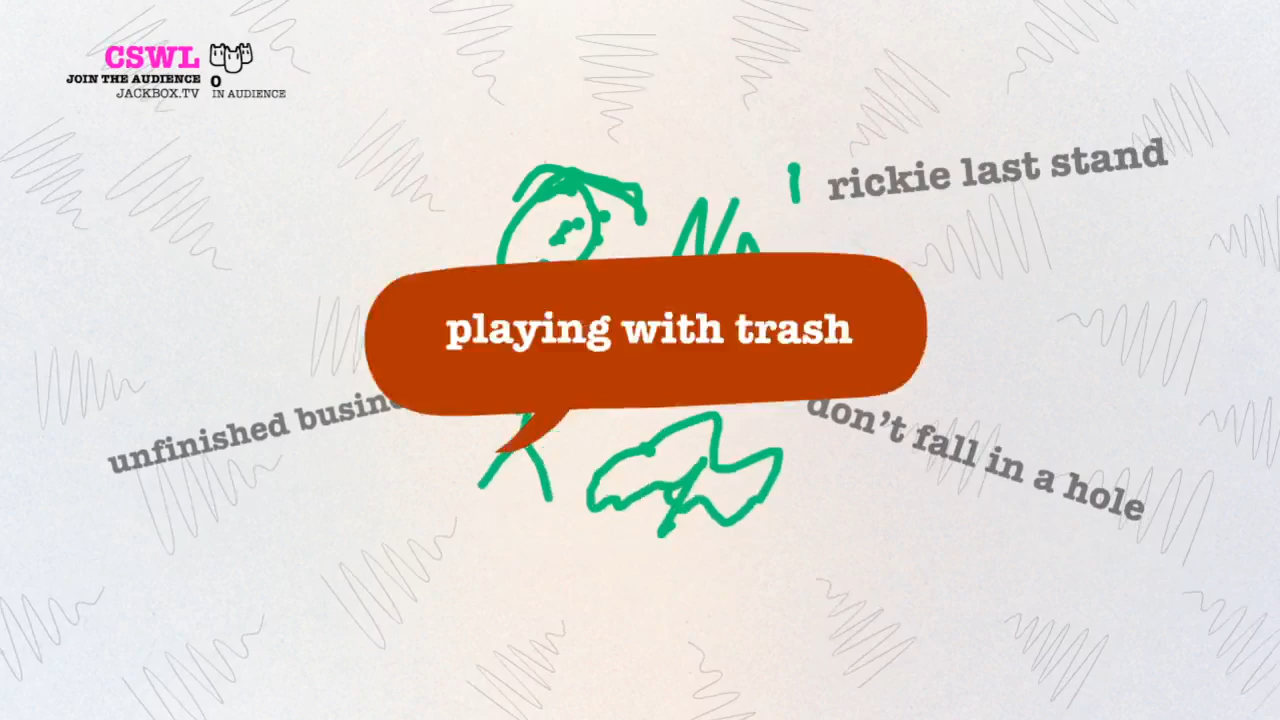 CSWL
JOIN THE AUDIENCE
JACKBOX.TV
0
IN AUDIENCE
rickie last stand
playing with trash
unfinished
don't fall in a hole